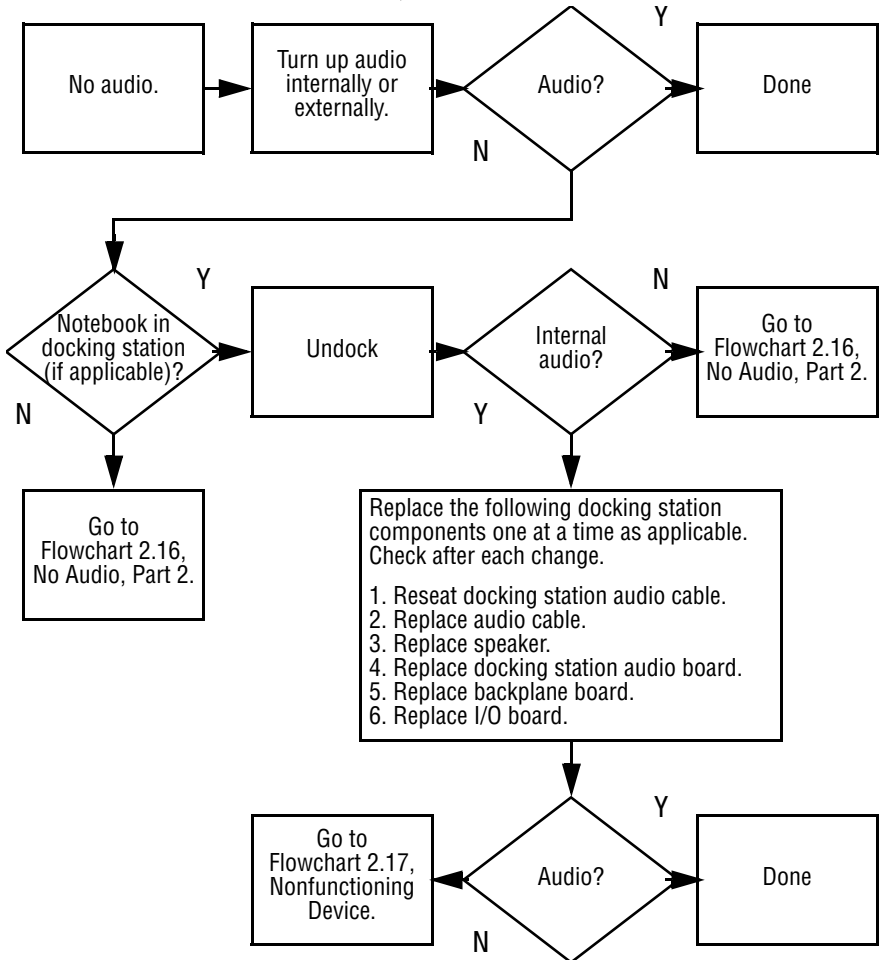 Y
No audio.
Turn up audio
internally or
externally.
Audio?
Done
N
Y
N
Notebook in
docking station
(if applicable)?
Undock
Internal
audio?
Go to
Flowchart 2.16,
No Audio, Part 2.
N
Y
Go to
Flowchart 2.16,
No Audio, Part 2.
Replace the following docking station
components one at a time as applicable.
Check after each change.
1. Reseat docking station audio cable.
2. Replace audio cable.
3. Replace speaker.
4. Replace docking station audio board.
5. Replace backplane board.
6. Replace I/O board.
Y
Go to
Flowchart 2.17,
Nonfunctioning
Device.
Audio?
Done
N